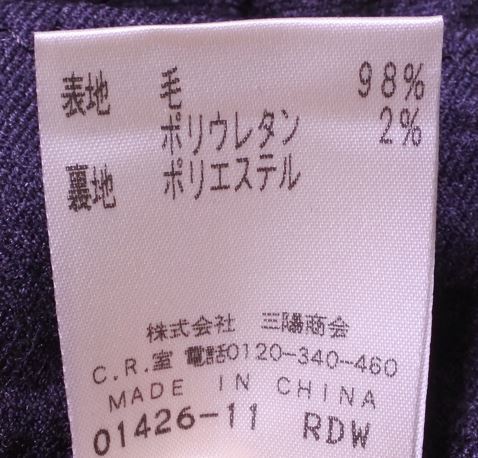 表地 毛 98%
ポリウレタン 2%
裏地 ポリエステル
株式会社 三陽商会
C.R.室 電話0120-340-460
MADE IN CHINA
01426-11 RDW